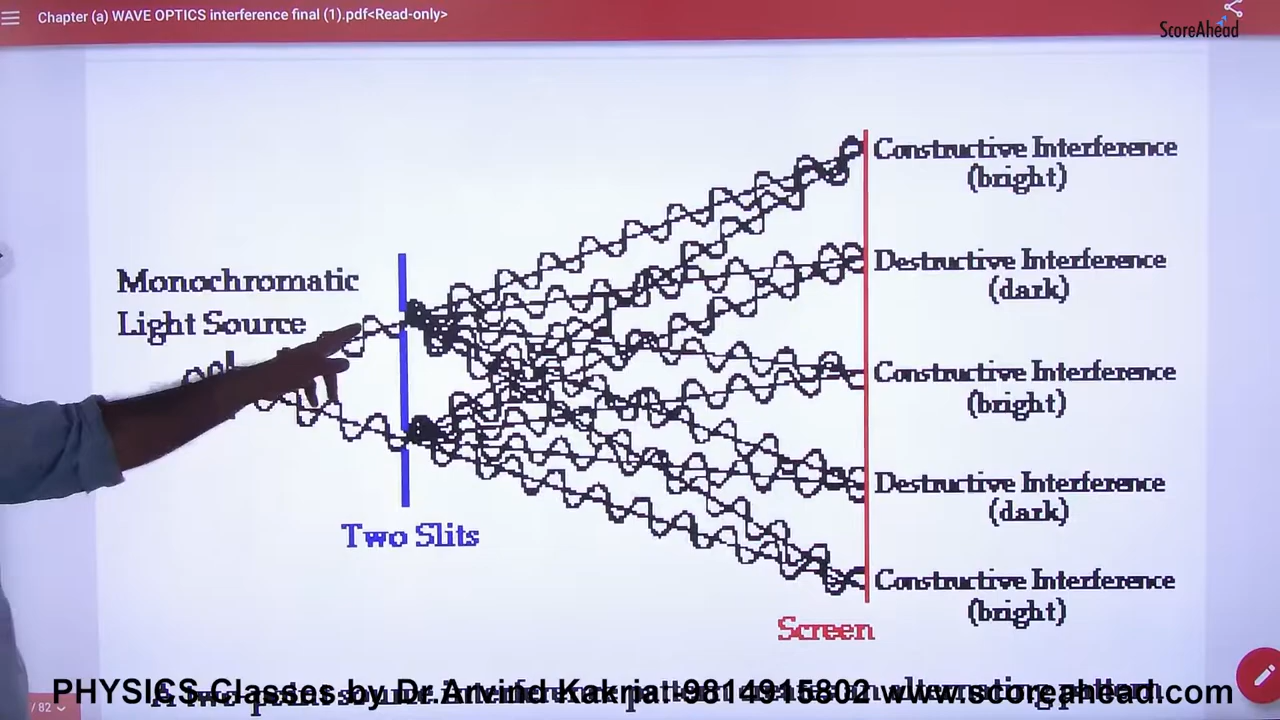 Chapter (a) WAVE OPTICS interference final (1).pdf<Read-only>
ScoreAhead
Constructive Interference
(bright)
Destructive Interference
(dark)
Monochromatic
Light Source
Constructive Interference
(bright)
Destructive Interference
(dark)
Two Slits
Constructive Interference
(bright)
Screen
PHYSICS Classes by Dr.Arvind Kakria.-9814915802 www.scoreahead.com
/ 82